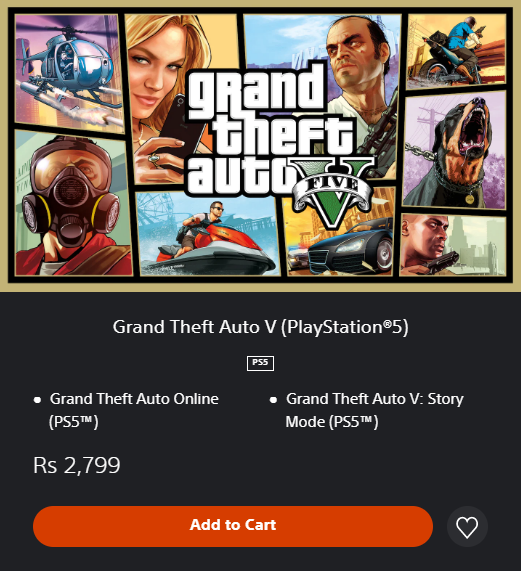 grand
theft
auto V
FIVE
Grand Theft Auto V (PlayStation®5)
PS5
Grand Theft Auto Online
(PS5™)
Grand Theft Auto V: Story
Mode (PS5™)
Rs 2,799
Add to Cart